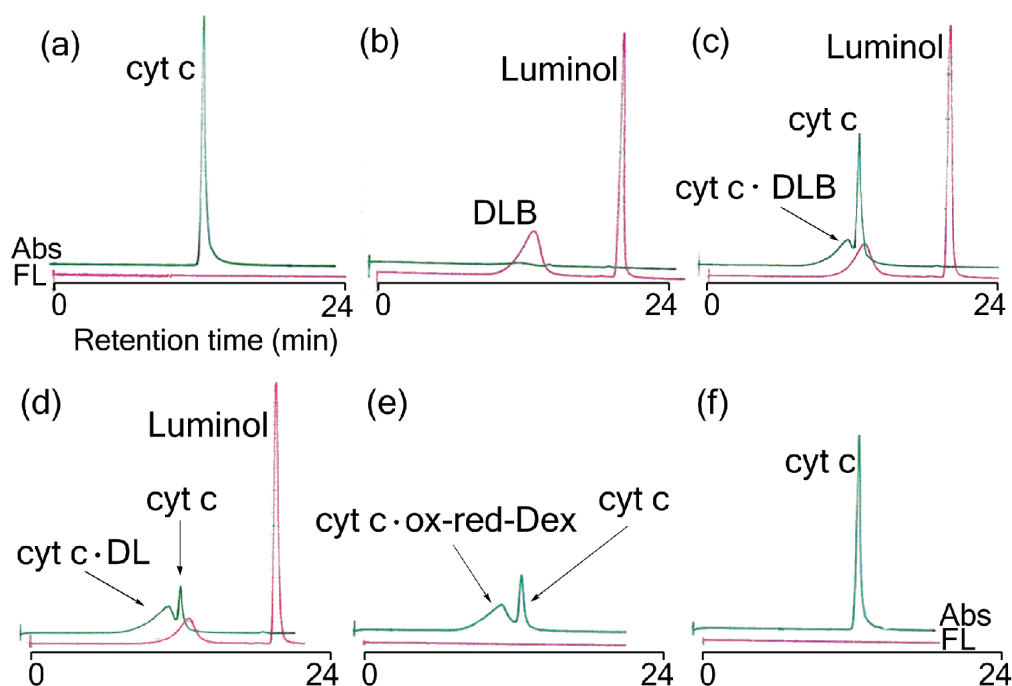 (a)
cyt c
Abs
FL
0
24
Retention time (min)
(b)
Luminol
DLB
0
24
(c)
Luminol
cyt c
cyt c · DLB
0
24
(d)
Luminol
cyt c
cyt c · DL
0
24
(e)
cyt c · ox-red-Dex
cyt c
0
24
(f)
cyt c
Abs
FL
0
24